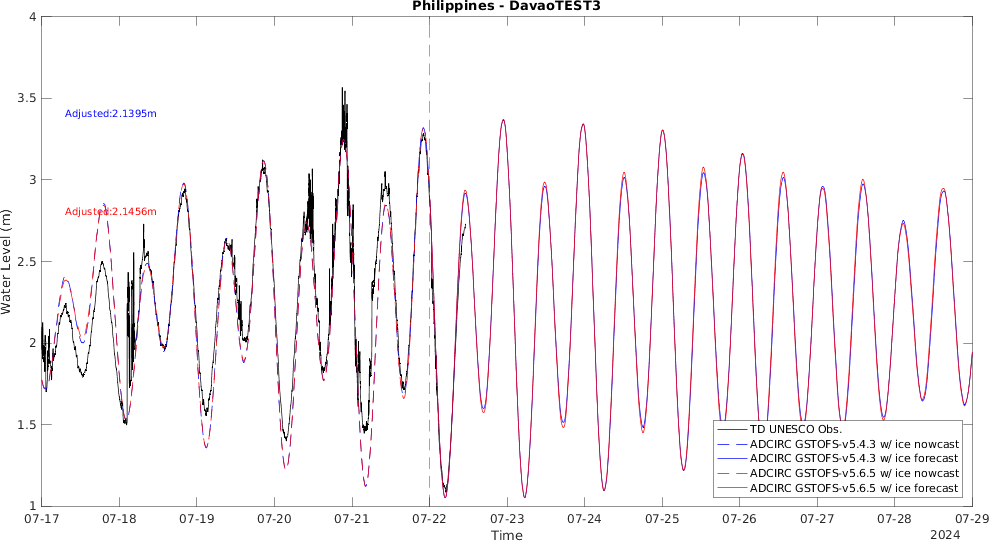 Philippines - DavaoTEST3
4
3.5
3
2.5
2
1.5
1
Water Level (m)
Adjusted:2.1395m
Adjusted:2.1456m
TD UNESCO Obs.
ADCIRC GSTOFS-v5.4.3 w/ ice nowcast
ADCIRC GSTOFS-v5.4.3 w/ ice forecast
ADCIRC GSTOFS-v5.6.5 w/ ice nowcast
ADCIRC GSTOFS-v5.6.5 w/ ice forecast
07-17 07-18 07-19 07-20 07-21 07-22 07-23 07-24 07-25 07-26 07-27 07-28 07-29
Time
2024